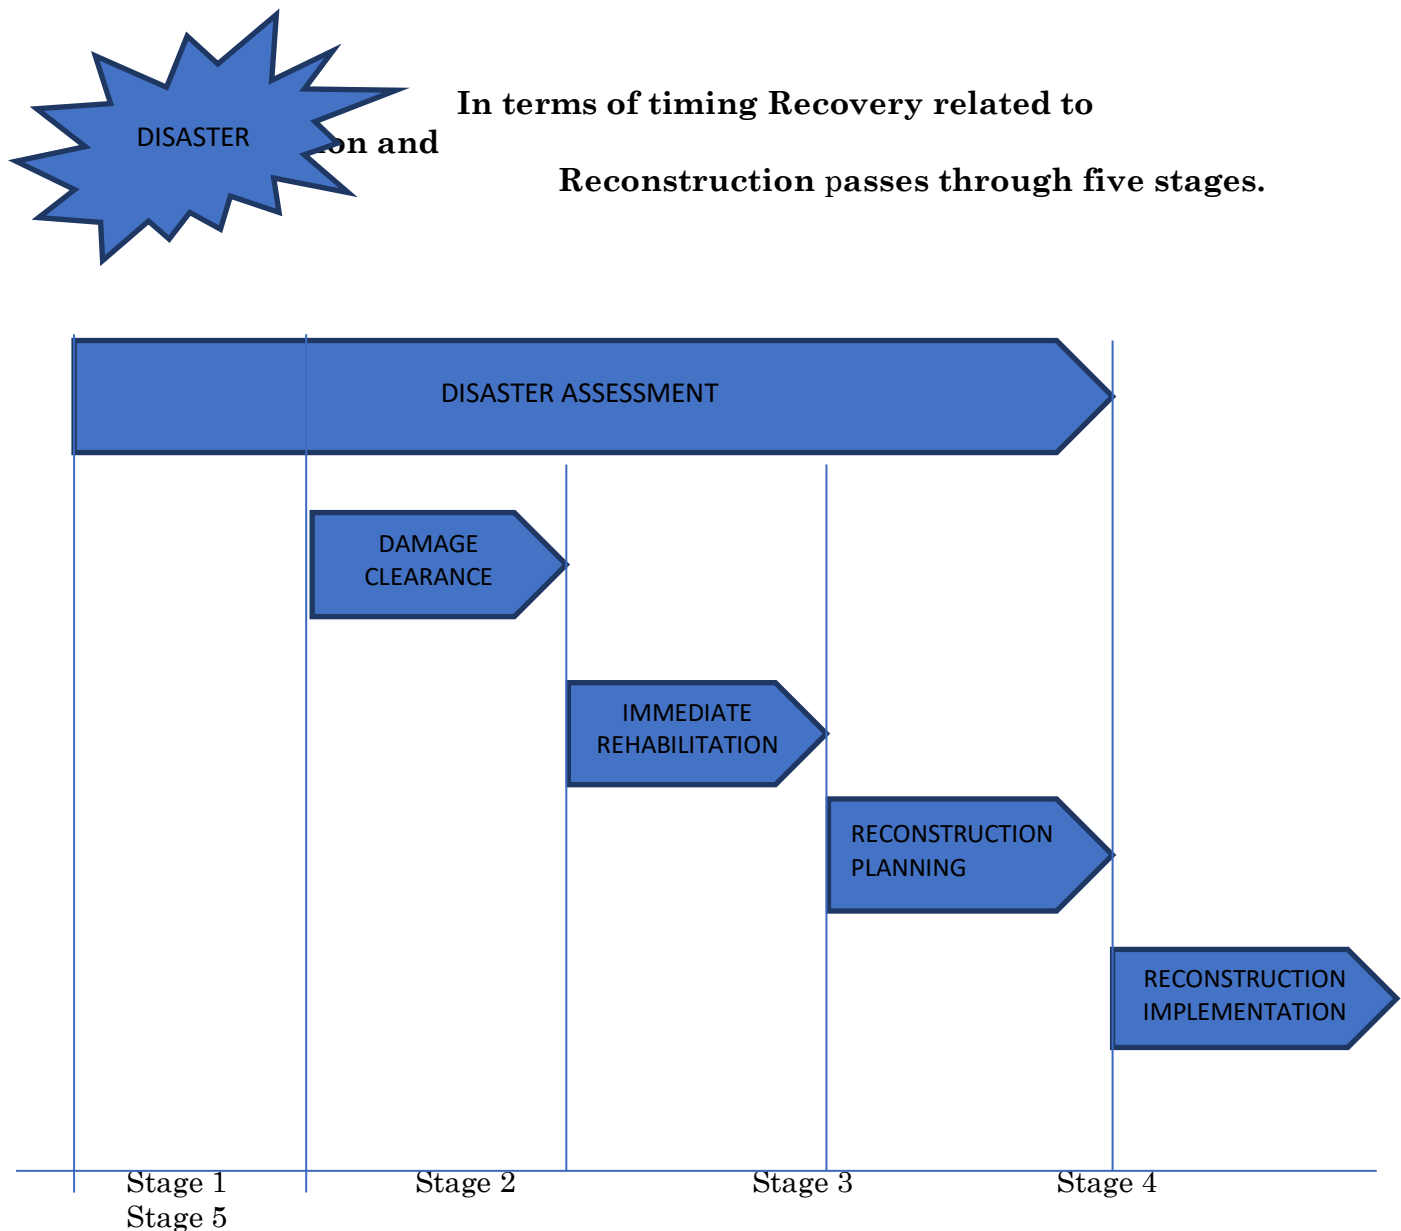 In terms of timing Recovery related to
DISASTER
on and
Reconstruction passes through five stages.
DISASTER ASSESSMENT
DAMAGE
CLEARANCE
IMMEDIATE
REHABILITATION
RECONSTRUCTION
PLANNING
RECONSTRUCTION
IMPLEMENTATION
Stage 1 Stage 2 Stage 3 Stage 4
Stage 5